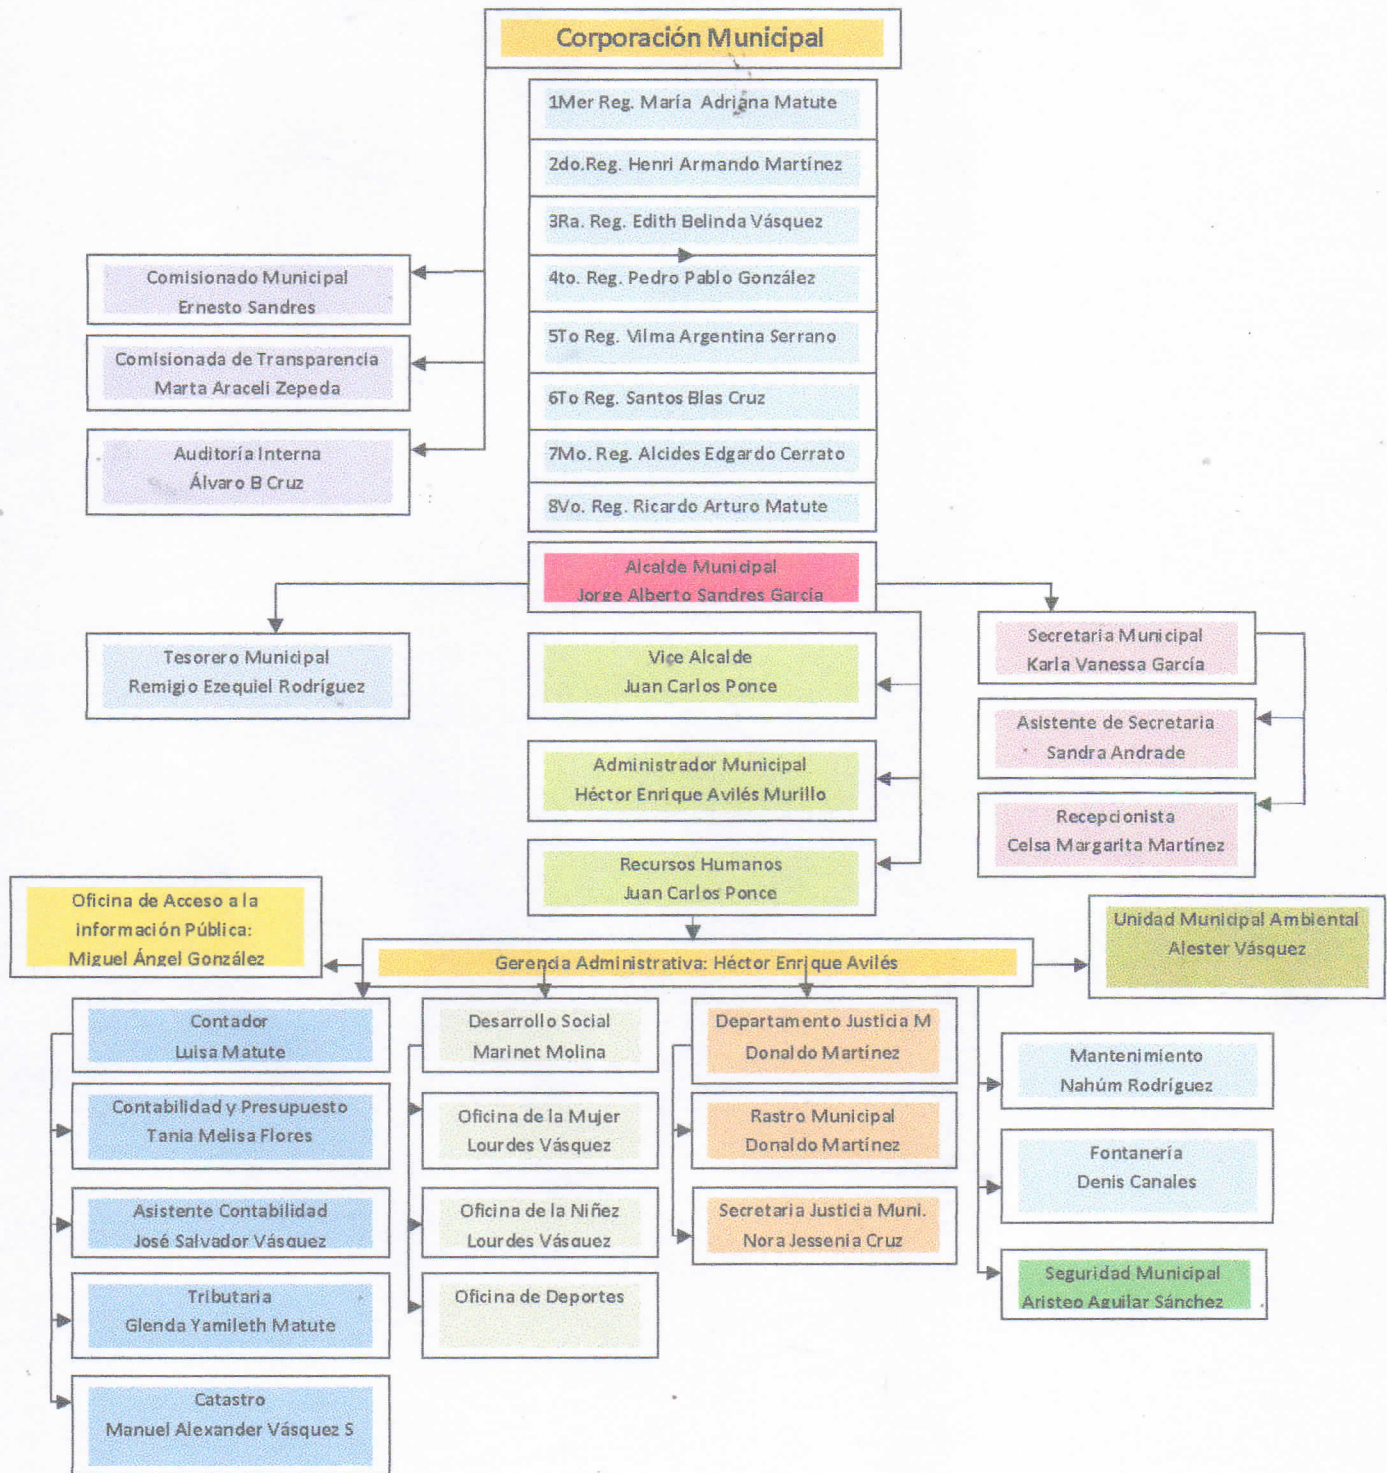 Corporación Municipal
1Mer Reg. María Adriana Matute
2do.Reg. Henri Armando Martínez
3Ra. Reg. Edith Belinda Vásquez
4to. Reg. Pedro Pablo González
5To Reg. Vilma Argentina Serrano
6To Reg. Santos Blas Cruz
7Mo. Reg. Alcides Edgardo Cerrato
8Vo. Reg. Ricardo Arturo Matute
Comisionado Municipal
Ernesto Sandres
Comisionada de Transparencia
Marta Araceli Zepeda
Auditoría Interna
Álvaro B Cruz
Alcalde Municipal
Jorge Alberto Sandres García
Tesorero Municipal
Remigio Ezequiel Rodríguez
Vice Alcalde
Juan Carlos Ponce
Administrador Municipal
Héctor Enrique Avilés Murillo
Recursos Humanos
Juan Carlos Ponce
Secretaria Municipal
Karla Vanessa García
Asistente de Secretaria
Sandra Andrade
Recepcionista
Celsa Margarita Martínez
Oficina de Acceso a la
información Pública:
Miguel Ángel González
Gerencia Administrativa: Héctor Enrique Avilés
Unidad Municipal Ambiental
Alester Vásquez
Contador
Luisa Matute
Contabilidad y Presupuesto
Tania Melisa Flores
Asistente Contabilidad
José Salvador Vásquez
Tributaria
Glenda Yamileth Matute
Catastro
Manuel Alexander Vásquez S
Desarrollo Social
Marinet Molina
Oficina de la Mujer
Lourdes Vásquez
Oficina de la Niñez
Lourdes Vásquez
Oficina de Deportes
Departamento Justicia M
Donaldo Martínez
Rastro Municipal
Donaldo Martínez
Secretaria Justicia Muni.
Nora Jessenia Cruz
Mantenimiento
Nahúm Rodríguez
Fontanería
Denis Canales
Seguridad Municipal
Aristeo Aguilar Sánchez